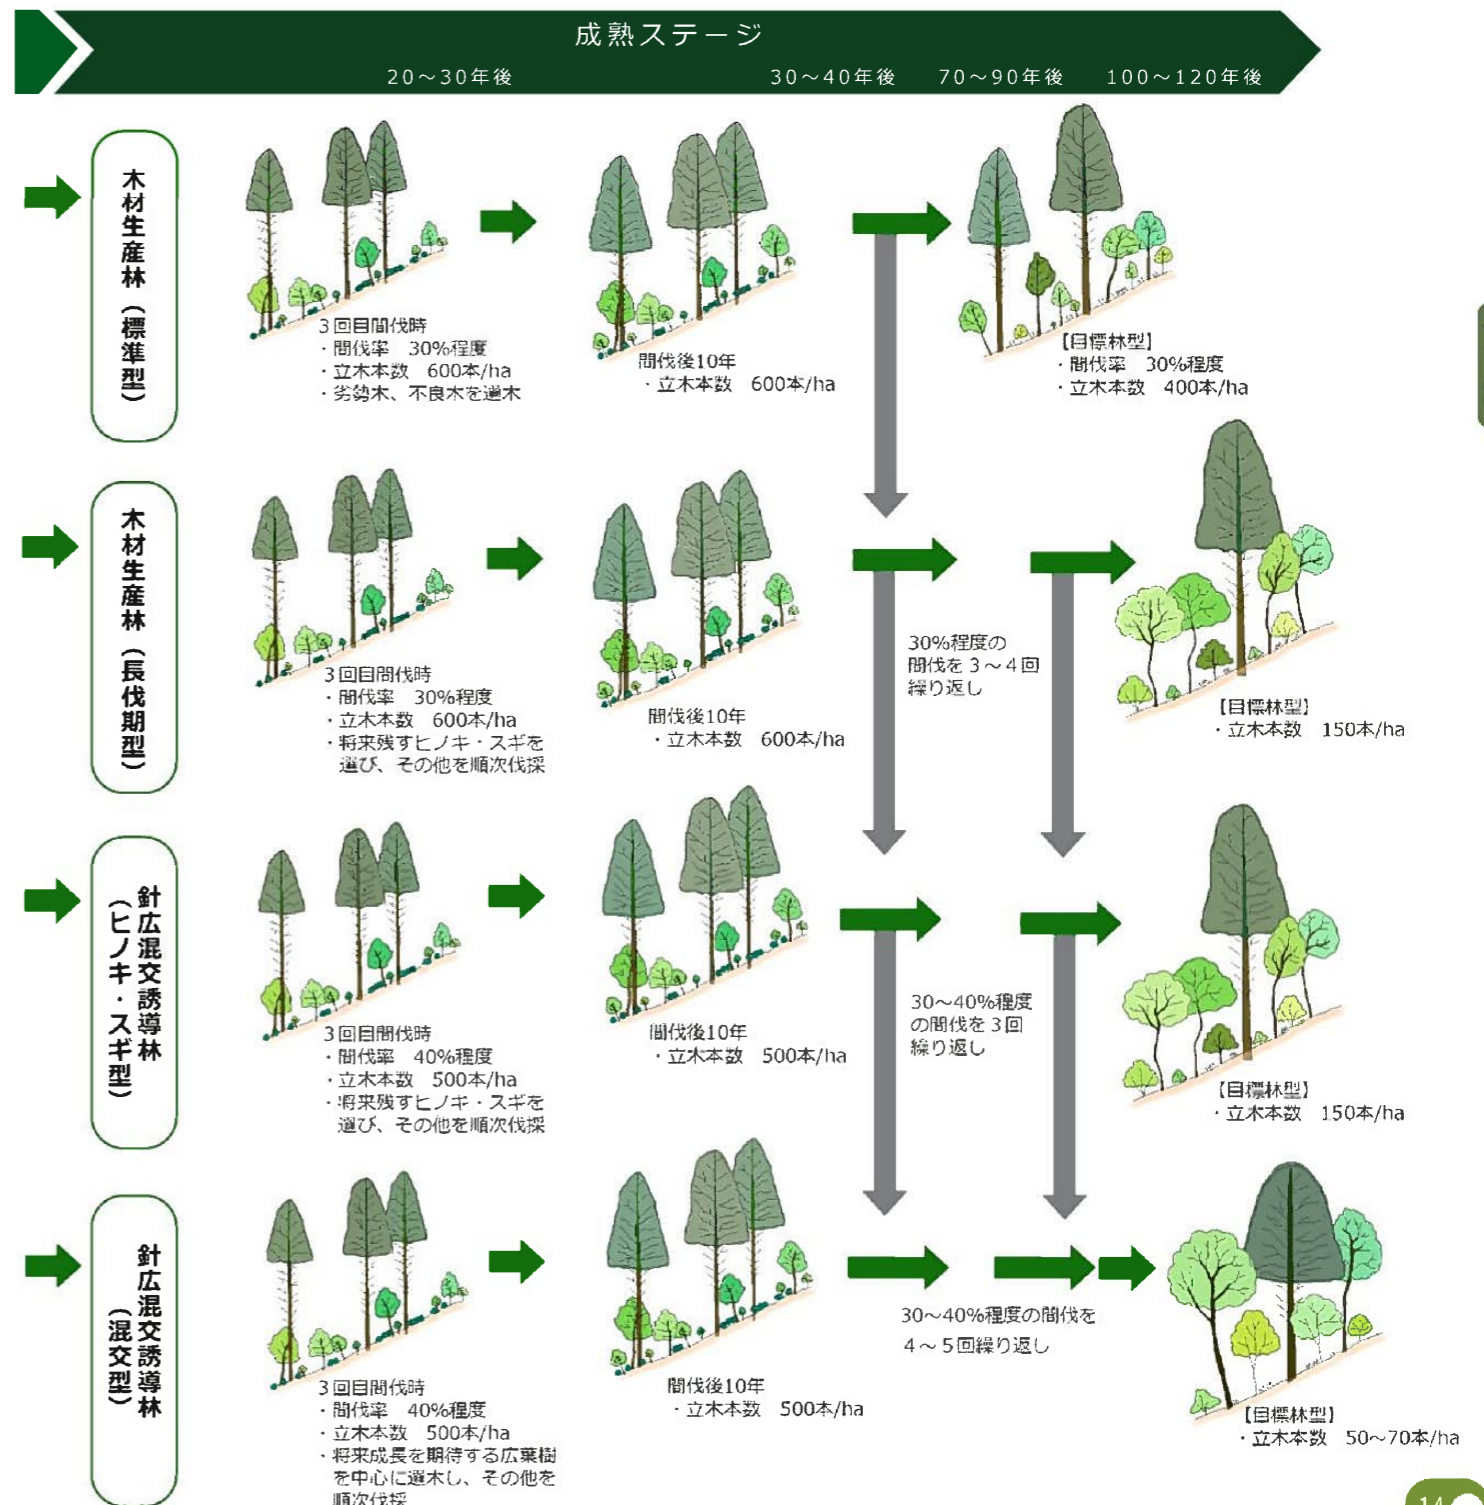 成熟ステージ
20～30年後
30～40年後
70～90年後
100～120年後
木材生産林（標準型）
3回目間伐時
・間伐率　30%程度
・立木本数　600本/ha
・劣勢木、不良木を選木
間伐後10年
・立木本数　600本/ha
【目標林型】
・間伐率　30%程度
・立木本数　400本/ha
木材生産林（長伐期型）
3回目間伐時
・間伐率　30%程度
・立木本数　600本/ha
・将来残すヒノキ・スギを
選び、その他を順次伐採
間伐後10年
・立木本数　600本/ha
30%程度の
間伐を３～４回
繰り返し
【目標林型】
・立木本数　150本/ha
針広混交誘導林
（ヒノキ・スギ型）
3回目間伐時
・間伐率　40%程度
・立木本数　500本/ha
・将来残すヒノキ・スギを
選び、その他を順次伐採
間伐後10年
・立木本数　500本/ha
30～40%程度
の間伐を３回
繰り返し
【目標林型】
・立木本数　150本/ha
針広混交誘導林
（混交型）
3回目間伐時
・間伐率　40%程度
・立木本数　500本/ha
・将来成長を期待する広葉樹
を中心に選木し、その他を
順次伐採
間伐後10年
・立木本数　500本/ha
30～40%程度の間伐を
４～５回繰り返し
【目標林型】
・立木本数　50～70本/ha
14